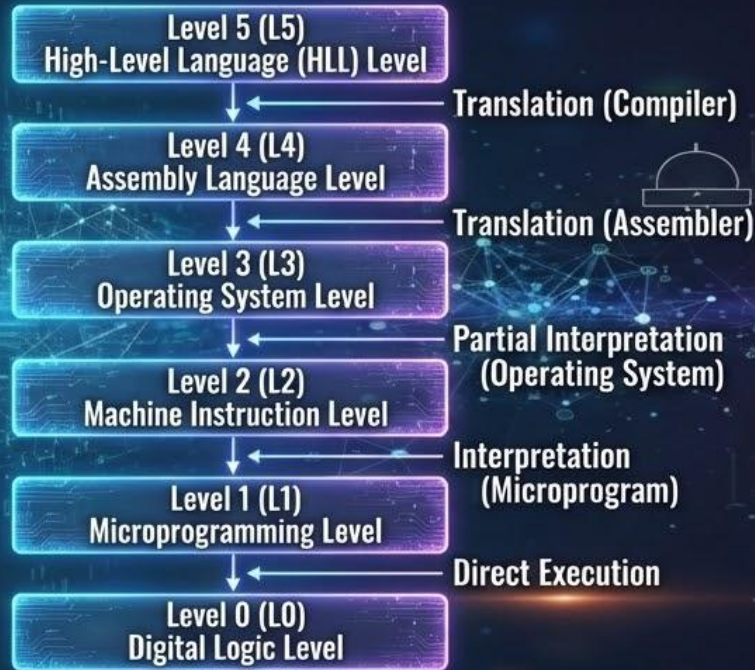 Level 5 (L5)
High-Level Language (HLL) Level
Translation (Compiler)
Level 4 (L4)
Assembly Language Level
Translation (Assembler)
Level 3 (L3)
Operating System Level
Partial Interpretation
(Operating System)
Level 2 (L2)
Machine Instruction Level
Interpretation
(Microprogram)
Level 1 (L1)
Microprogramming Level
Direct Execution
Level 0 (L0)
Digital Logic Level